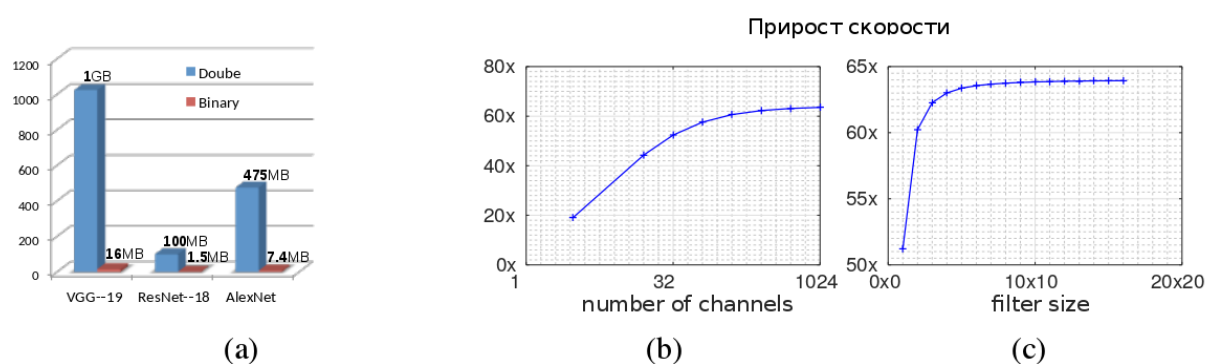 1200
1000
800
600
400
200
0
1GB
16MB
100MB
1.5MB
475MB
7.4MB
Doube
Binary
VGG--19
ResNet--18
AlexNet
(a)
Прирост скорости
80x
60x
40x
20x
0x
1
32
1024
number of channels
(b)
65x
60x
55x
50x
0x0
10x10
20x20
filter size
(c)